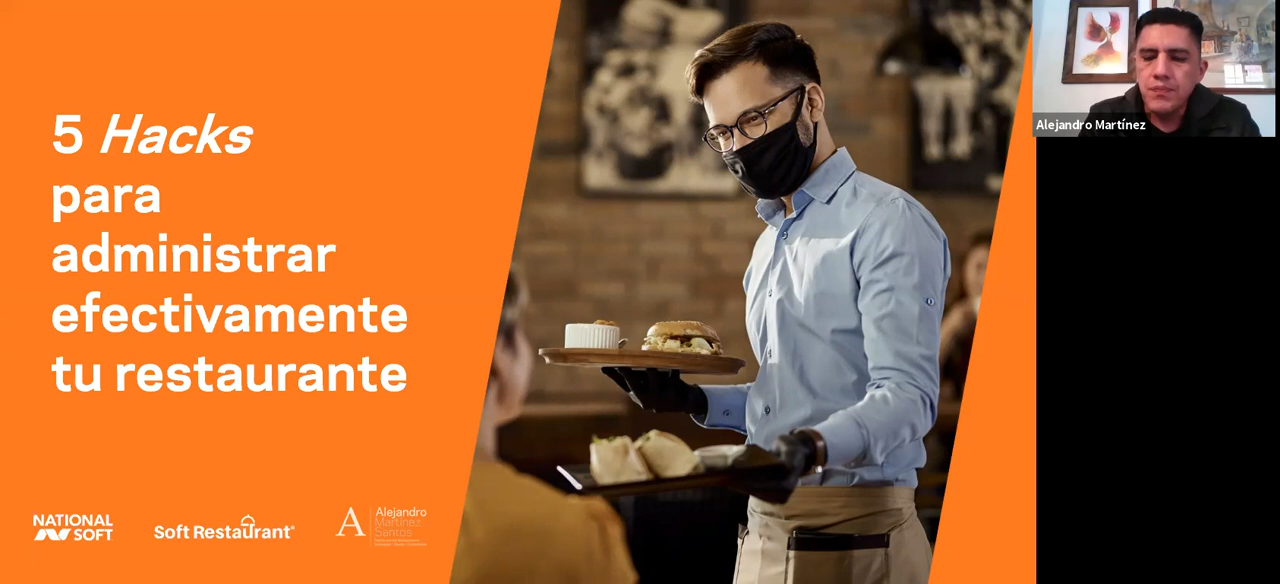 5 Hacks
para
administrar
efectivamente
tu restaurante
NATIONAL
SOFT
Soft Restaurant®
A
Alejandro
Martínez
Santos
Alejandro Martínez